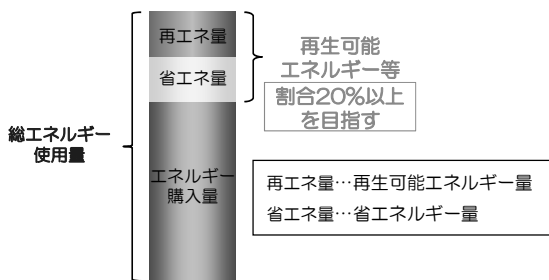 再エネ量
省エネ量
再生可能
エネルギー等
割合20%以上
を目指す
総エネルギー
使用量
エネルギー
購入量
再エネ量…再生可能エネルギー量
省エネ量…省エネルギー量